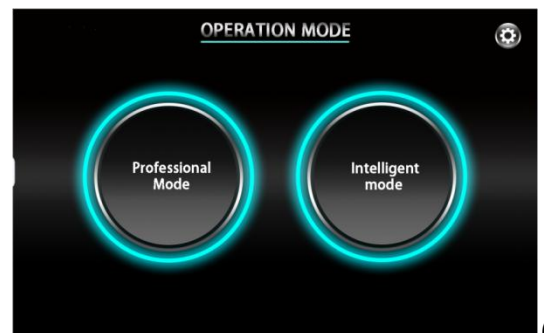 OPERATION MODE
Professional
Mode
Intelligent
mode